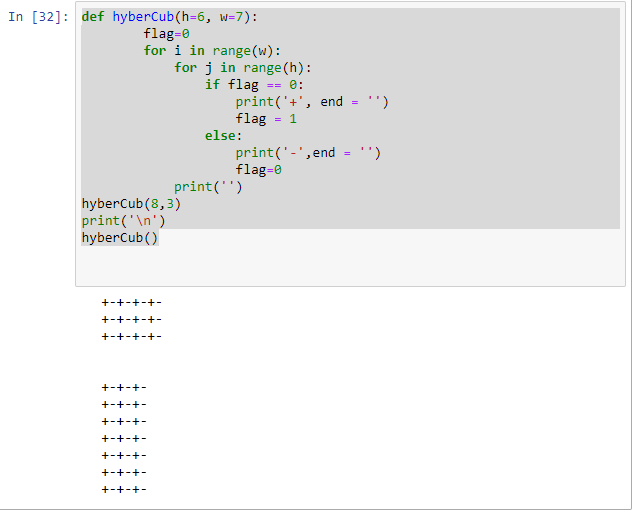 In [32]: def hyberCub(h=6, w=7):
        flag=0
        for i in range(w):
            for j in range(h):
                if flag == 0:
                    print('+', end = '')
                    flag = 1
                else:
                    print('-',end = '')
                    flag=0
            print('')
hyberCub(8,3)
print('\n')
hyberCub()
+-+-+-+-
+-+-+-+-
+-+-+-+-
+-+-+-
+-+-+-
+-+-+-
+-+-+-
+-+-+-
+-+-+-
+-+-+-